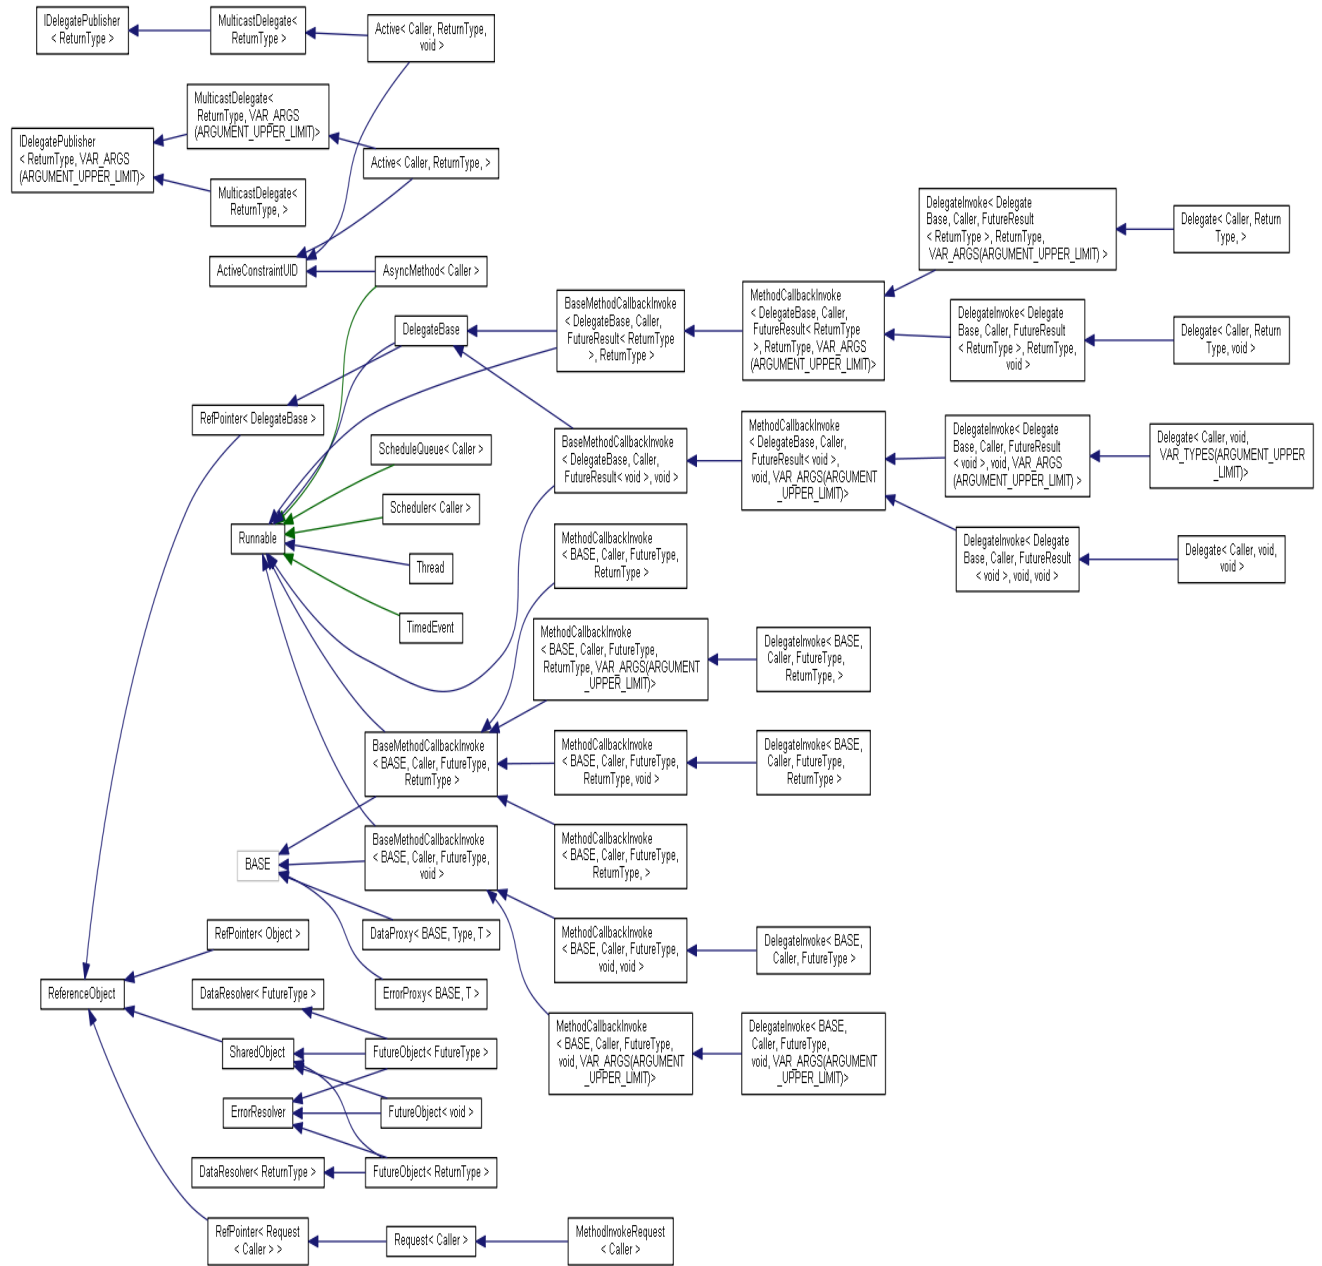 IDelegatePublisher
< ReturnType >
MulticastDelegate<
ReturnType >
Active< Caller, ReturnType,
void >
MulticastDelegate<
ReturnType, VAR_ARGS
(ARGUMENT_UPPER_LIMIT)>
IDelegatePublisher
< ReturnType, VAR_ARGS
(ARGUMENT_UPPER_LIMIT)>
Active< Caller, ReturnType, >
MulticastDelegate<
ReturnType, >
ActiveConstraintUID
AsyncMethod< Caller >
DelegateInvoke< Delegate
Base, Caller, FutureResult
< ReturnType >, ReturnType,
VAR_ARGS(ARGUMENT_UPPER_LIMIT) >
Delegate< Caller, Return
Type, >
DelegateBase
BaseMethodCallbackInvoke
< DelegateBase, Caller,
FutureResult< ReturnType
>, ReturnType >
MethodCallbackInvoke
< DelegateBase, Caller,
FutureResult< ReturnType
>, ReturnType, VAR_ARGS
(ARGUMENT_UPPER_LIMIT)>
DelegateInvoke< Delegate
Base, Caller, FutureResult
< ReturnType >, ReturnType,
void >
Delegate< Caller, Return
Type, void >
RefPointer< DelegateBase >
ScheduleQueue< Caller >
BaseMethodCallbackInvoke
< DelegateBase, Caller,
FutureResult< void >, void >
MethodCallbackInvoke
< DelegateBase, Caller,
FutureResult< void >,
void, VAR_ARGS(ARGUMENT
_UPPER_LIMIT)>
DelegateInvoke< Delegate
Base, Caller, FutureResult
< void >, void, VAR_ARGS
(ARGUMENT_UPPER_LIMIT) >
Delegate< Caller, void,
VAR_TYPES(ARGUMENT_UPPER
_LIMIT)>
Scheduler< Caller >
Runnable
Thread
TimedEvent
MethodCallbackInvoke
< BASE, Caller, FutureType,
ReturnType >
DelegateInvoke< Delegate
Base, Caller, FutureResult
< void >, void, void >
Delegate< Caller, void,
void >
MethodCallbackInvoke
< BASE, Caller, FutureType,
ReturnType, VAR_ARGS(ARGUMENT
_UPPER_LIMIT)>
DelegateInvoke< BASE,
Caller, FutureType,
ReturnType, >
BaseMethodCallbackInvoke
< BASE, Caller, FutureType,
ReturnType >
MethodCallbackInvoke
< BASE, Caller, FutureType,
ReturnType, void >
DelegateInvoke< BASE,
Caller, FutureType,
ReturnType >
BASE
BaseMethodCallbackInvoke
< BASE, Caller, FutureType,
void >
MethodCallbackInvoke
< BASE, Caller, FutureType,
ReturnType, >
RefPointer< Object >
DataProxy< BASE, Type, T >
MethodCallbackInvoke
< BASE, Caller, FutureType,
void, void >
DelegateInvoke< BASE,
Caller, FutureType >
ReferenceObject
DataResolver< FutureType >
ErrorProxy< BASE, T >
SharedObject
FutureObject< FutureType >
MethodCallbackInvoke
< BASE, Caller, FutureType,
void, VAR_ARGS(ARGUMENT
_UPPER_LIMIT)>
DelegateInvoke< BASE,
Caller, FutureType,
void, VAR_ARGS(ARGUMENT
_UPPER_LIMIT)>
ErrorResolver
FutureObject< void >
DataResolver< ReturnType >
FutureObject< ReturnType >
RefPointer< Request
< Caller > >
Request< Caller >
MethodInvokeRequest
< Caller >